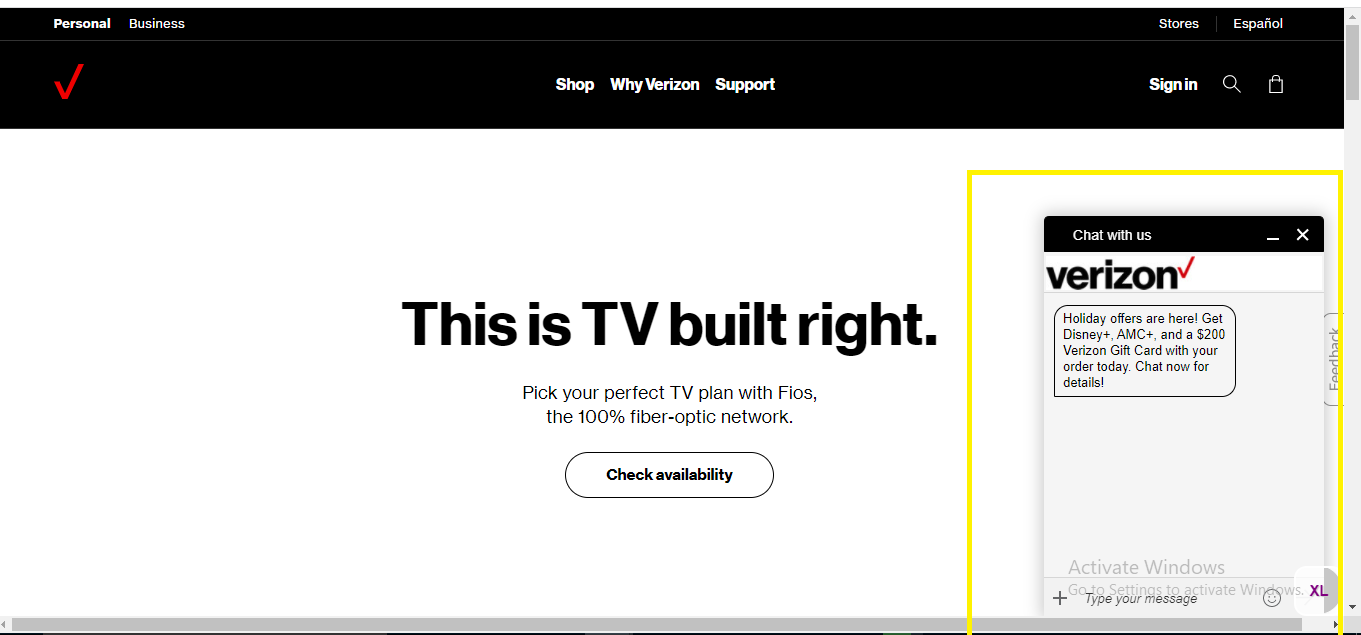 Personal Business Stores Español
Shop Why Verizon Support Sign in
Chat with us
verizon
Holiday offers are here! Get
Disney+, AMC+, and a $200
Verizon Gift Card with your
order today. Chat now for
details!
Feedback
This is TV built right.
Pick your perfect TV plan with Fios,
the 100% fiber-optic network.
Check availability
Activate Windows
Go to Settings to activate Windows.
Type your message
XL